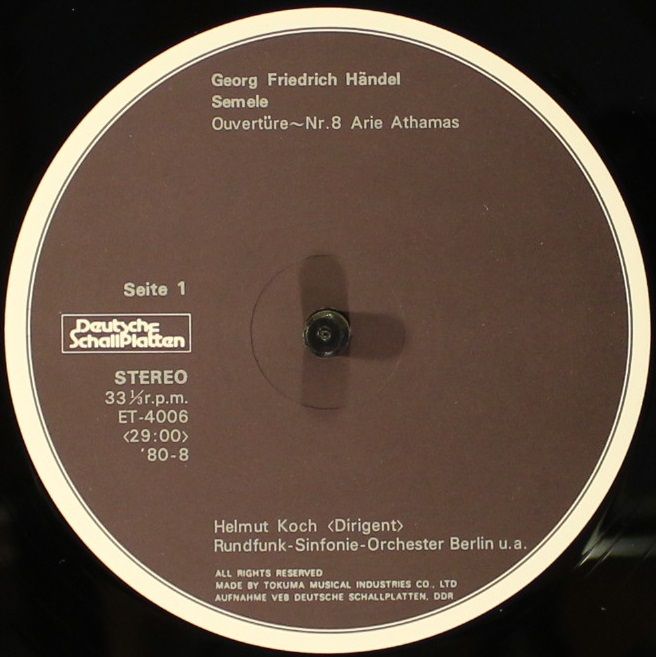 Georg Friedrich Händel
Semele
Ouvertüre~Nr.8 Arie Athamas
Seite 1
Deutsche
Schallplatten
STEREO
33⅓r.p.m.
ET-4006
<29:00>
'80-8
Helmut Koch <Dirigent>
Rundfunk-Sinfonie-Orchester Berlin u.a.
ALL RIGHTS RESERVED
MADE BY TOKUMA MUSICAL INDUSTRIES CO., LTD
AUFNAHME VEB DEUTSCHE SCHALLPLATTEN, DDR